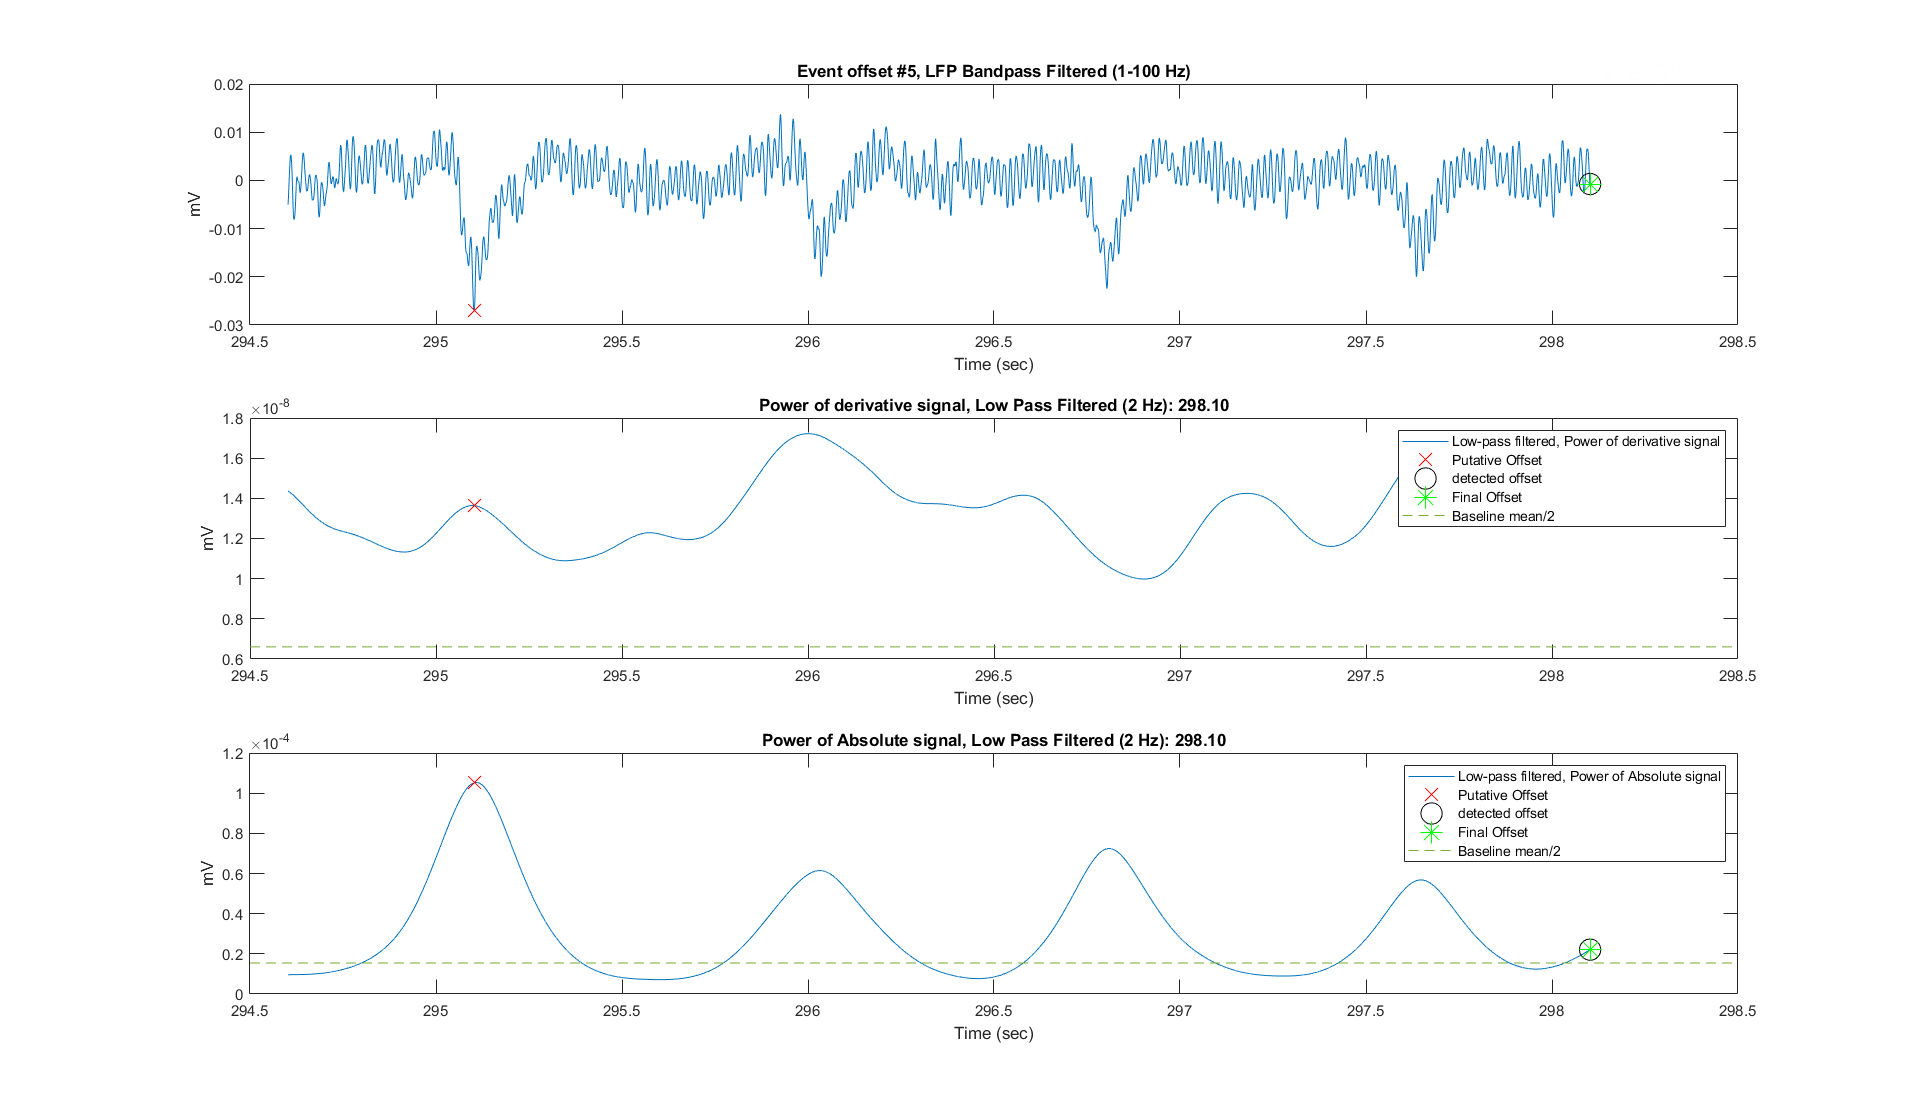 Event offset #5, LFP Bandpass Filtered (1-100 Hz)
0.02
0.01
0
-0.01
-0.02
-0.03
mV
294.5 295 295.5 296 296.5 297 297.5 298 298.5
Time (sec)
Power of derivative signal, Low Pass Filtered (2 Hz): 298.10
×10-8
1.8
1.6
1.4
1.2
1
0.8
0.6
mV
Low-pass filtered, Power of derivative signal
Putative Offset
detected offset
Final Offset
Baseline mean/2
294.5 295 295.5 296 296.5 297 297.5 298 298.5
Time (sec)
Power of Absolute signal, Low Pass Filtered (2 Hz): 298.10
×10-4
1.2
1
0.8
0.6
0.4
0.2
0
mV
Low-pass filtered, Power of Absolute signal
Putative Offset
detected offset
Final Offset
Baseline mean/2
294.5 295 295.5 296 296.5 297 297.5 298 298.5
Time (sec)